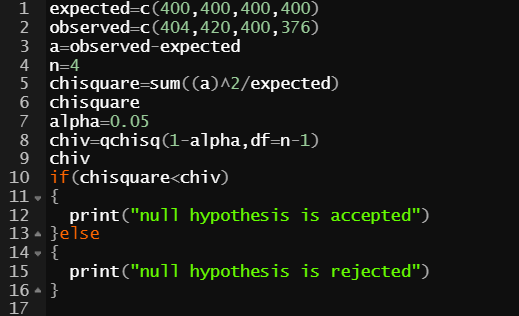 1 expected=c(400,400,400,400)
2 observed=c(404,420,400,376)
3 a=observed-expected
4 n=4
5 chisquare=sum((a)^2/expected)
6 chisquare
7 alpha=0.05
8 chiv=qchisq(1-alpha,df=n-1)
9 chiv
10 if(chisquare<chiv)
11 {
12   print("null hypothesis is accepted")
13 }else
14 {
15   print("null hypothesis is rejected")
16 }
17